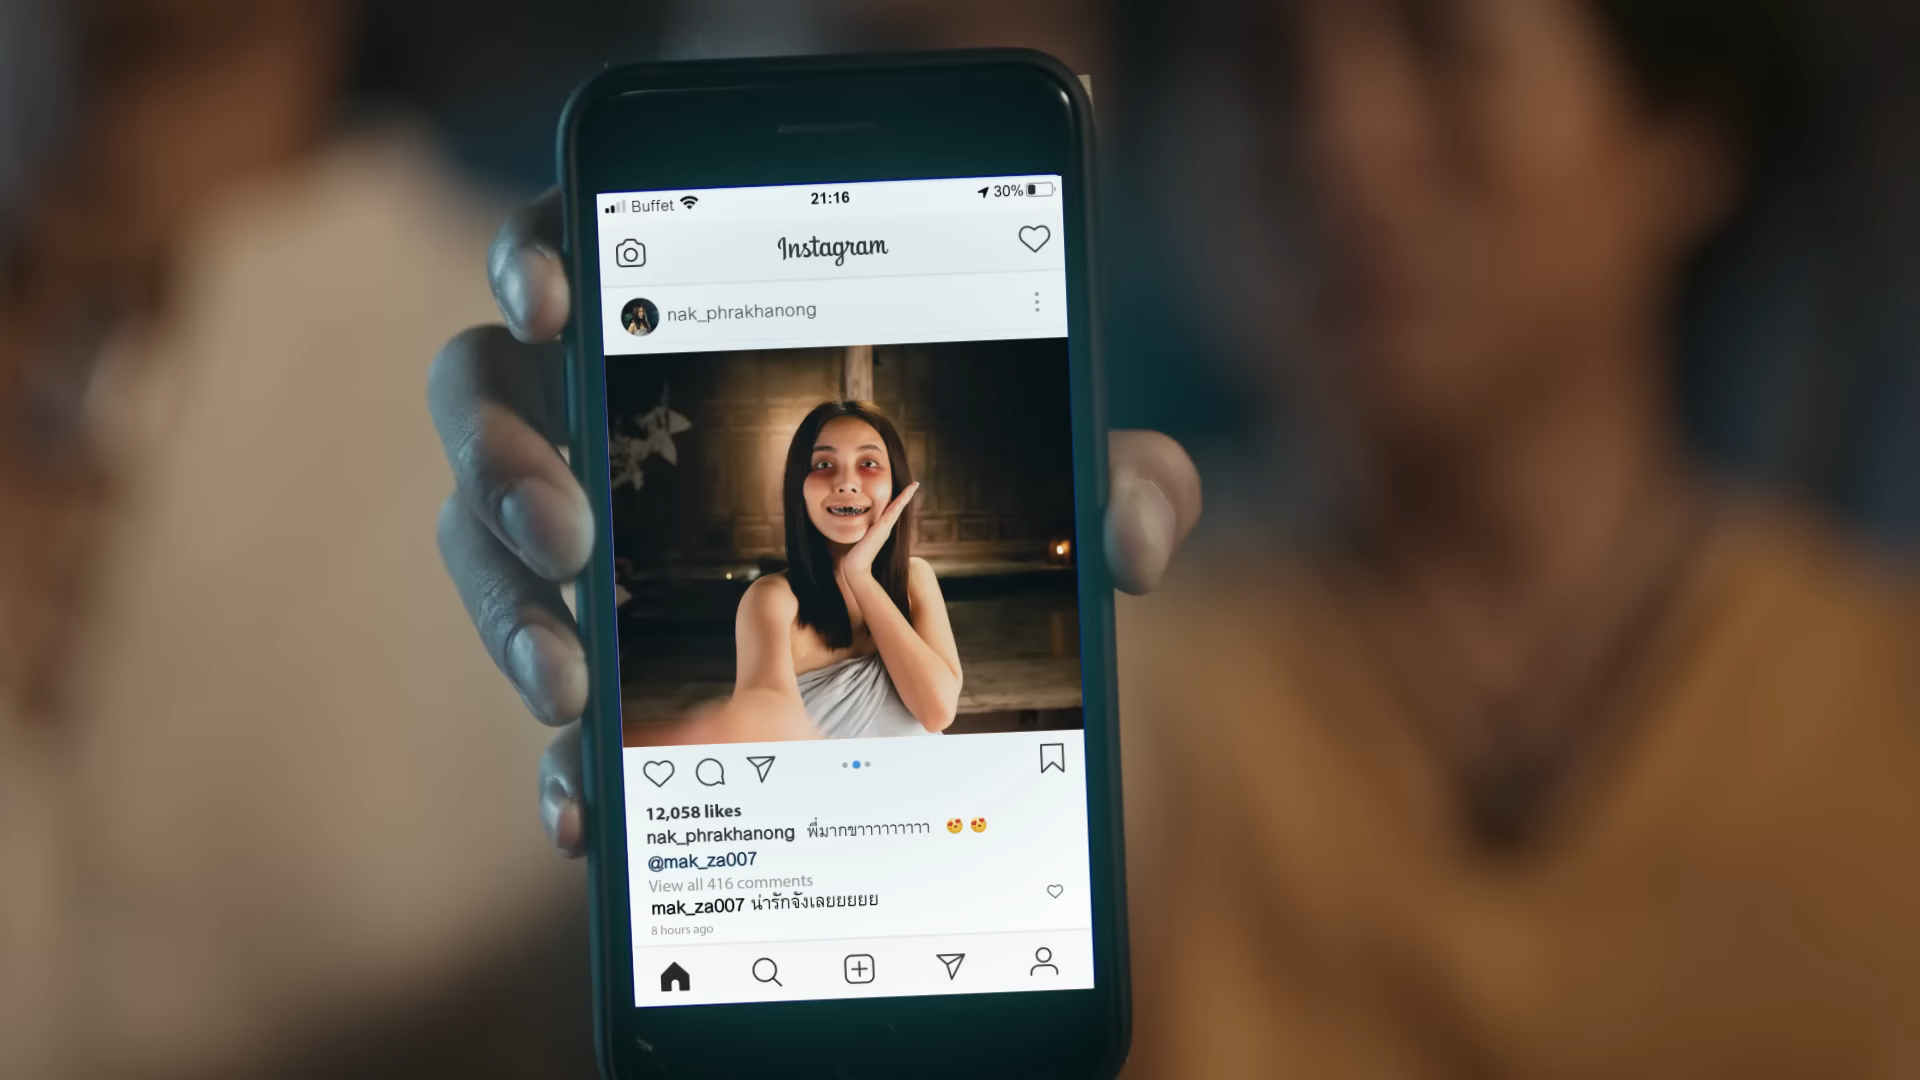 Buffet 21:16 30%
Instagram
nak_phrakhanong
12,058 likes
nak_phrakhanong พี่มากขาาาาาาาาา 😍 😍
@mak_za007
View all 416 comments
mak_za007 น่ารักจังเลยยยยย
8 hours ago